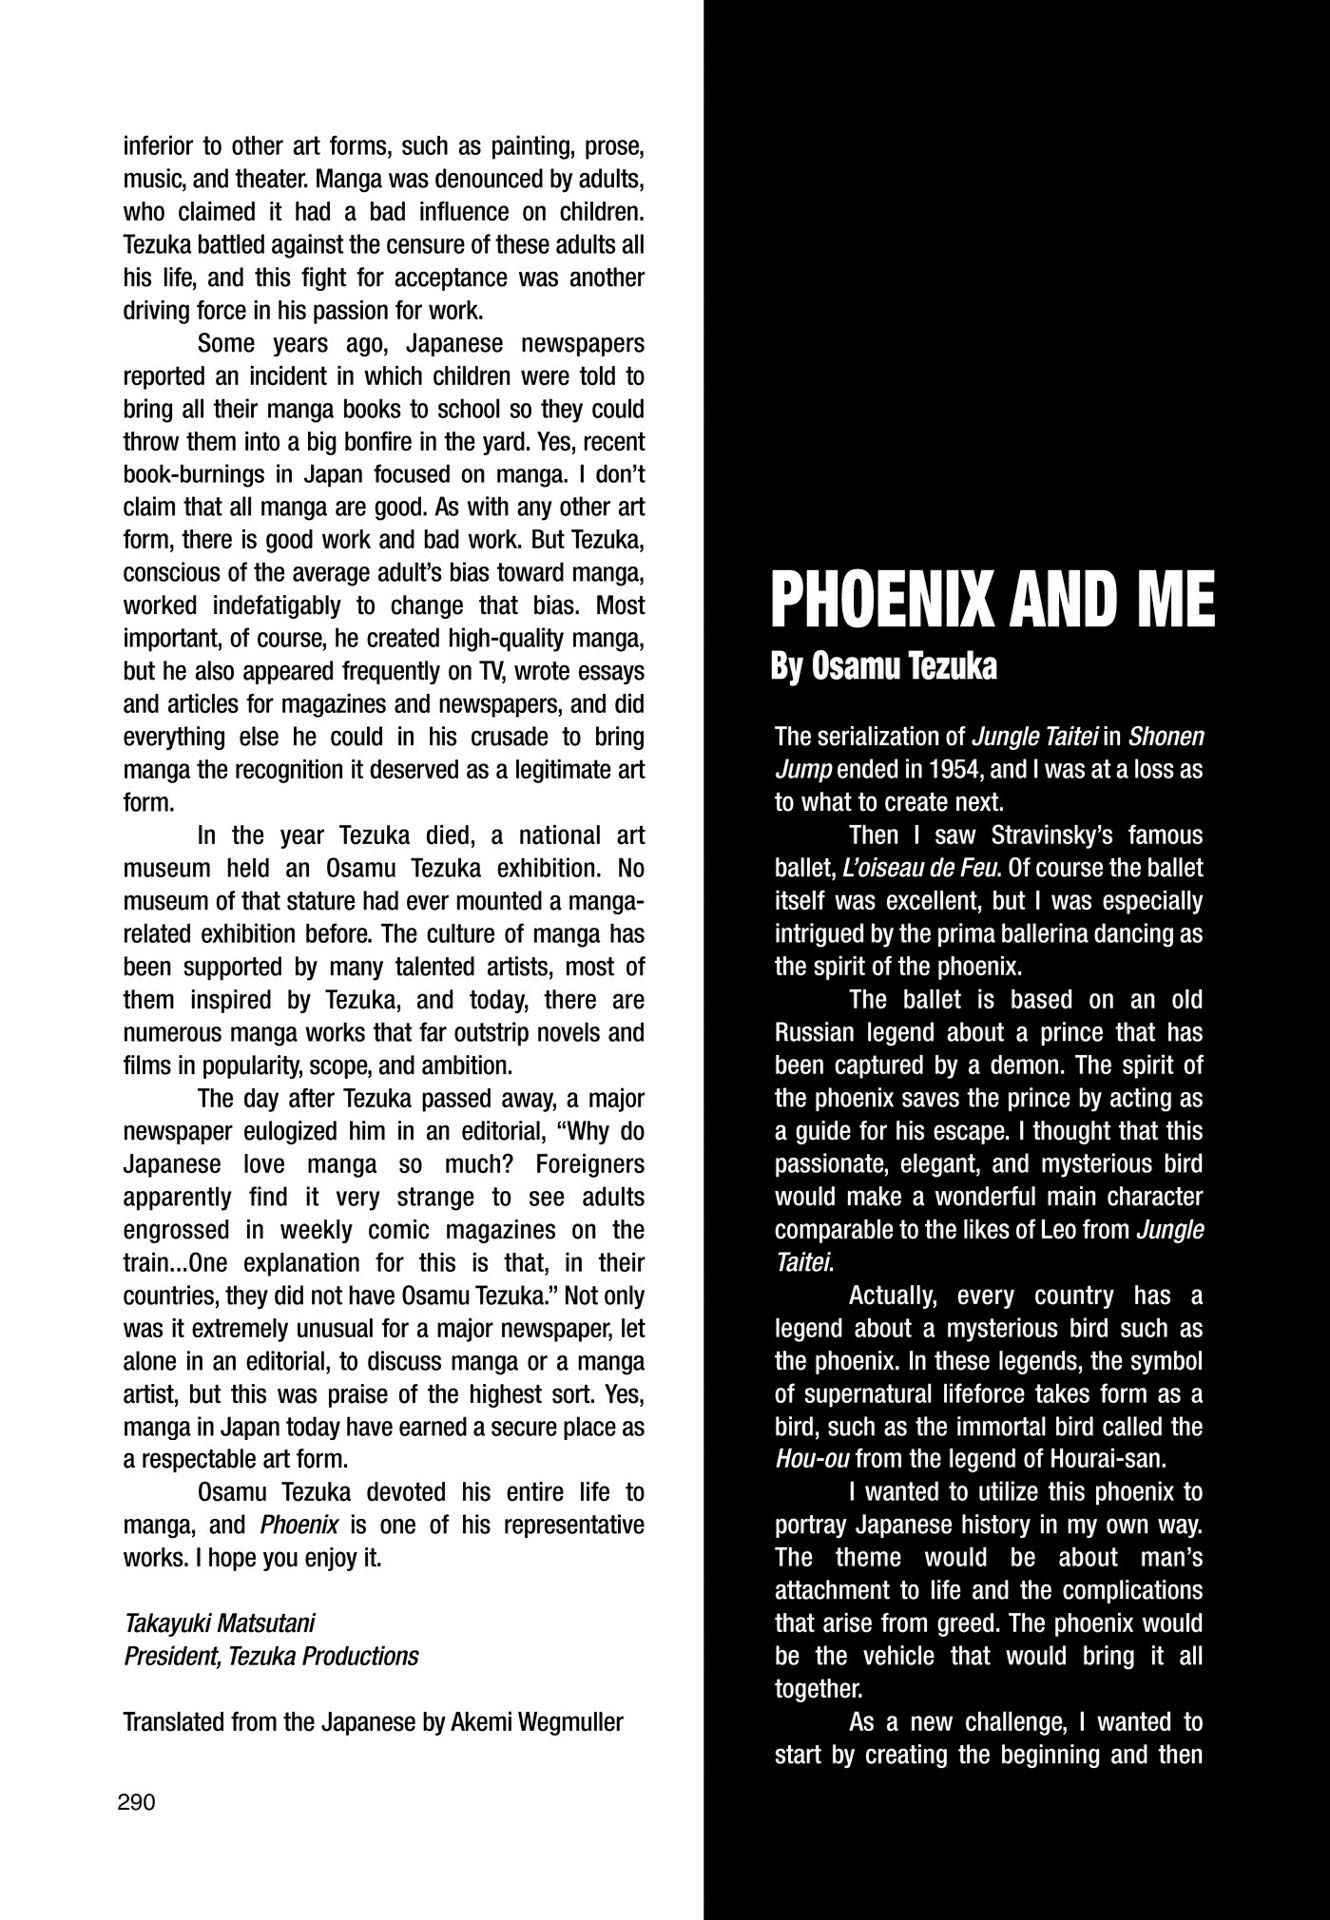 inferior to other art forms, such as painting, prose,
music, and theater. Manga was denounced by adults,
who claimed it had a bad influence on children.
Tezuka battled against the censure of these adults all
his life, and this fight for acceptance was another
driving force in his passion for work.
Some years ago, Japanese newspapers
reported an incident in which children were told to
bring all their manga books to school so they could
throw them into a big bonfire in the yard. Yes, recent
book-burnings in Japan focused on manga. I don’t
claim that all manga are good. As with any other art
form, there is good work and bad work. But Tezuka,
conscious of the average adult’s bias toward manga,
worked indefatigably to change that bias. Most
important, of course, he created high-quality manga,
but he also appeared frequently on TV, wrote essays
and articles for magazines and newspapers, and did
everything else he could in his crusade to bring
manga the recognition it deserved as a legitimate art
form.
In the year Tezuka died, a national art
museum held an Osamu Tezuka exhibition. No
museum of that stature had ever mounted a manga-
related exhibition before. The culture of manga has
been supported by many talented artists, most of
them inspired by Tezuka, and today, there are
numerous manga works that far outstrip novels and
films in popularity, scope, and ambition.
The day after Tezuka passed away, a major
newspaper eulogized him in an editorial, “Why do
Japanese love manga so much? Foreigners
apparently find it very strange to see adults
engrossed in weekly comic magazines on the
train...One explanation for this is that, in their
countries, they did not have Osamu Tezuka.” Not only
was it extremely unusual for a major newspaper, let
alone in an editorial, to discuss manga or a manga
artist, but this was praise of the highest sort. Yes,
manga in Japan today have earned a secure place as
a respectable art form.
Osamu Tezuka devoted his entire life to
manga, and Phoenix is one of his representative
works. I hope you enjoy it.
Takayuki Matsutani
President, Tezuka Productions
Translated from the Japanese by Akemi Wegmuller
290
PHOENIX AND ME
By Osamu Tezuka
The serialization of Jungle Taitei in Shonen
Jump ended in 1954, and I was at a loss as
to what to create next.
Then I saw Stravinsky’s famous
ballet, L’oiseau de Feu. Of course the ballet
itself was excellent, but I was especially
intrigued by the prima ballerina dancing as
the spirit of the phoenix.
The ballet is based on an old
Russian legend about a prince that has
been captured by a demon. The spirit of
the phoenix saves the prince by acting as
a guide for his escape. I thought that this
passionate, elegant, and mysterious bird
would make a wonderful main character
comparable to the likes of Leo from Jungle
Taitei.
Actually, every country has a
legend about a mysterious bird such as
the phoenix. In these legends, the symbol
of supernatural lifeforce takes form as a
bird, such as the immortal bird called the
Hou-ou from the legend of Hourai-san.
I wanted to utilize this phoenix to
portray Japanese history in my own way.
The theme would be about man’s
attachment to life and the complications
that arise from greed. The phoenix would
be the vehicle that would bring it all
together.
As a new challenge, I wanted to
start by creating the beginning and then